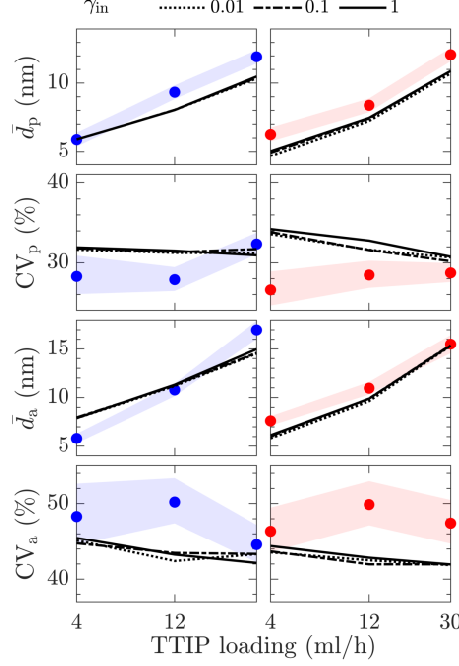 γin 0.01 0.1 1
d̄p (nm) 10 5
CVp (%) 40 30
d̄a (nm) 15 10 5
CVa (%) 50 40
4 12 4 12 30
TTIP loading (ml/h)